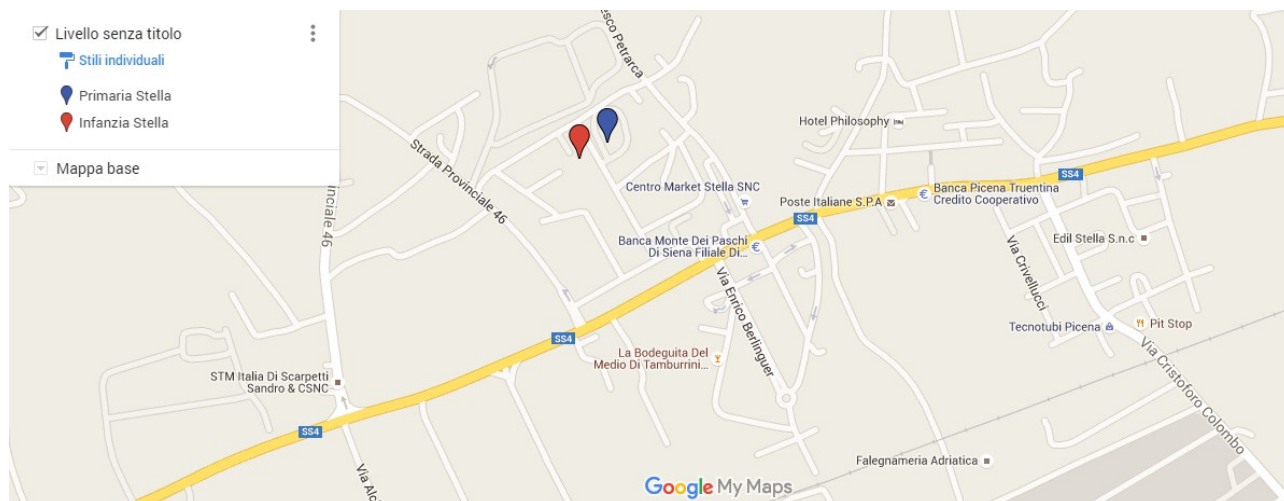 Livello senza titolo
Stili individuali
Primaria Stella
Infanzia Stella
Mappa base
esco Petrarca
Hotel Philosophy
Strada Provinciale 46
Centro Market Stella SNC
Poste Italiane S.P.A
Banca Picena Truentina
Credito Cooperativo
SS4
SS4
inciale 46
Banca Monte Dei Paschi
Di Siena Filiale Di...
Edil Stella S.n.c
Via Crivellucci
Via Enrico Berlinguer
Tecnotubi Picena
Pit Stop
SS4
La Bodeguita Del
Medio Di Tamburrini...
Via Cristoforo Colombo
STM Italia Di Scarpetti
Sandro & CSNC
SS4
Via Alc
Falegnameria Adriatica
Google My Maps